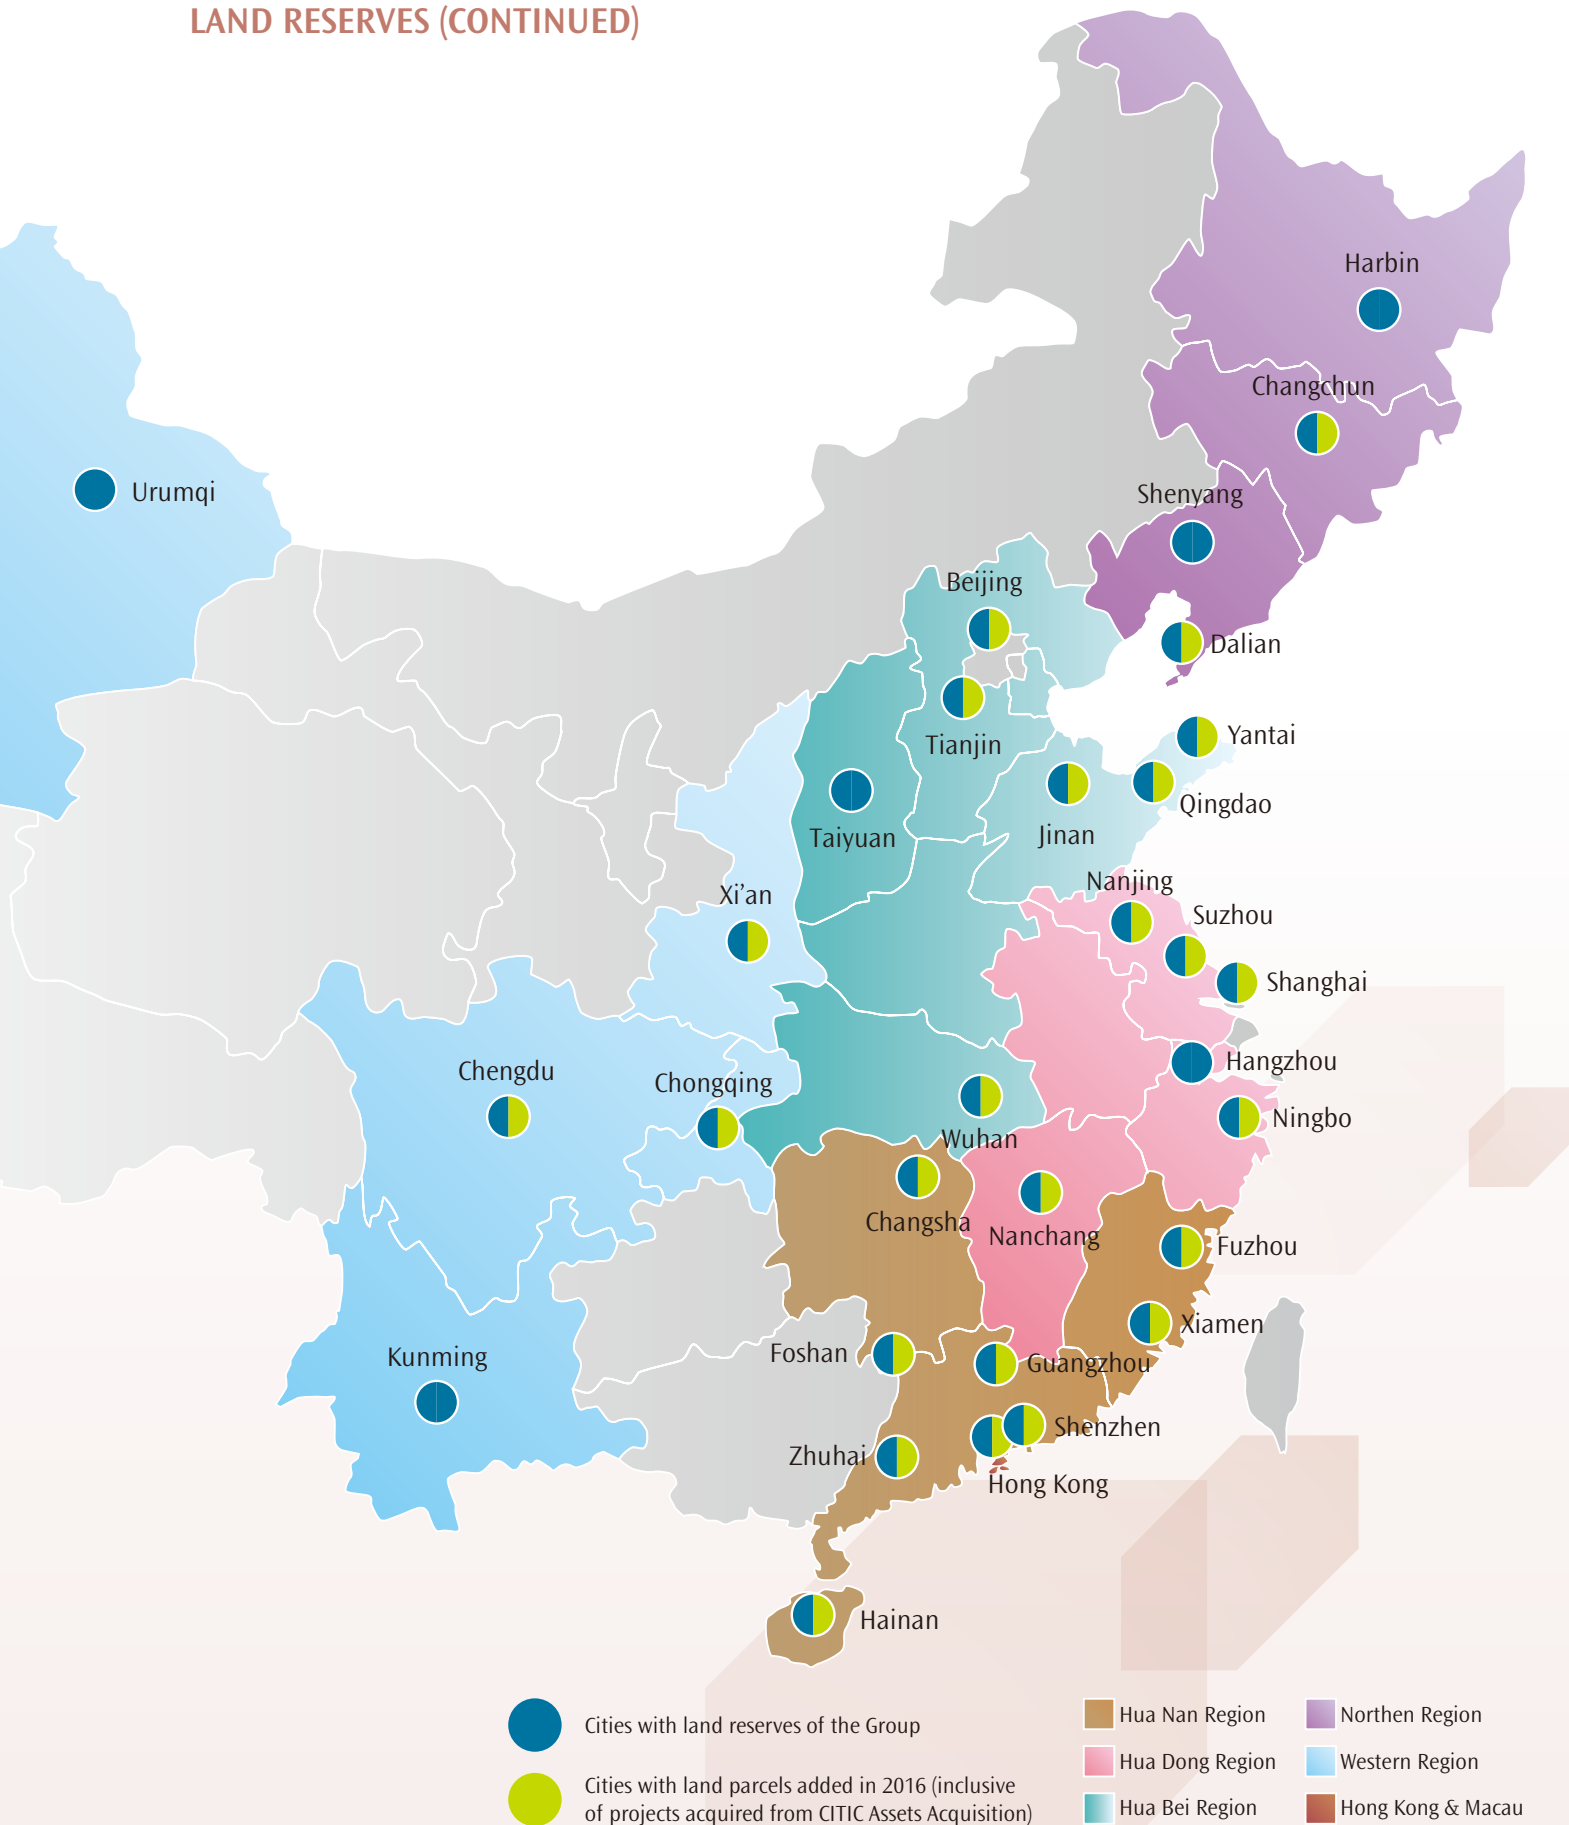 LAND RESERVES (CONTINUED)
Harbin
Changchun
Urumqi
Shenyang
Beijing
Dalian
Yantai
Tianjin
Qingdao
Taiyuan
Jinan
Nanjing
Xi’an
Suzhou
Shanghai
Hangzhou
Chengdu
Chongqing
Ningbo
Wuhan
Changsha
Nanchang
Fuzhou
Xiamen
Foshan
Guangzhou
Kunming
Shenzhen
Zhuhai
Hong Kong
Hainan
Cities with land reserves of the Group
Cities with land parcels added in 2016 (inclusive
of projects acquired from CITIC Assets Acquisition)
Hua Nan Region
Hua Dong Region
Hua Bei Region
Northen Region
Western Region
Hong Kong & Macau